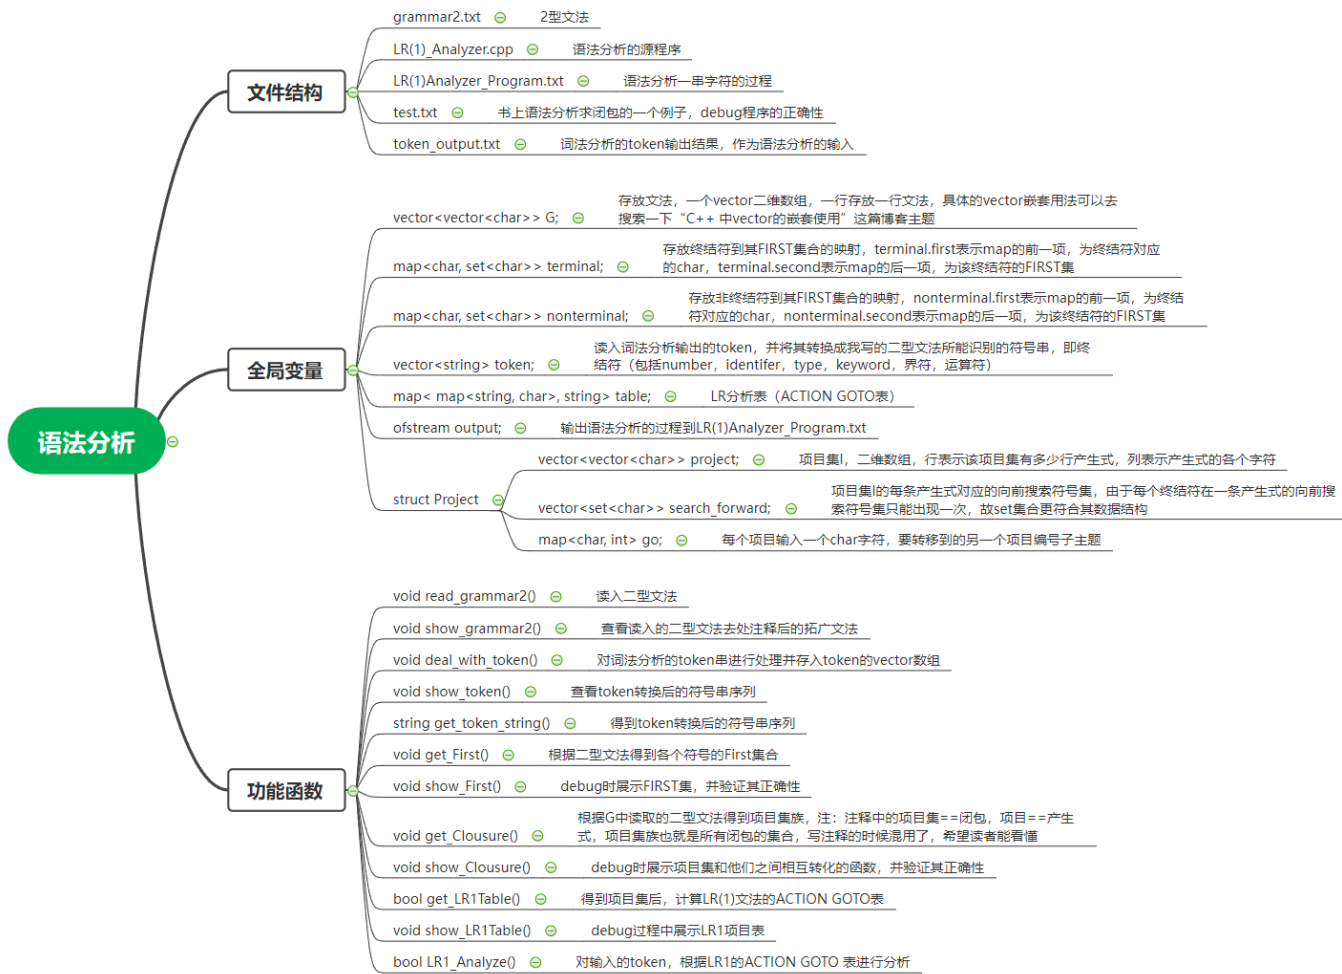 语法分析
文件结构
grammar2.txt
2型文法
LR(1)_Analyzer.cpp
语法分析的源程序
LR(1)Analyzer_Program.txt
语法分析一串字符的过程
test.txt
书上语法分析求闭包的一个例子，debug程序的正确性
token_output.txt
词法分析的token输出结果，作为语法分析的输入
全局变量
vector<vector<char>> G;
存放文法，一个vector二维数组，一行存放一行文法，具体的vector嵌套用法可以去
搜索一下“C++ 中vector的嵌套使用”这篇博客主题
map<char, set<char>> terminal;
存放终结符到其FIRST集合的映射，terminal.first表示map的前一项，为终结符对应
的char，terminal.second表示map的后一项，为该终结符的FIRST集
map<char, set<char>> nonterminal;
存放非终结符到其FIRST集合的映射，nonterminal.first表示map的前一项，为终结
符对应的char，nonterminal.second表示map的后一项，为该终结符的FIRST集
vector<string> token;
读入词法分析输出的token，并将其转换成我写的二型文法所能识别的符号串，即终
结符（包括number，identifer，type，keyword，界符，运算符）
map< map<string, char>, string> table;
LR分析表（ACTION GOTO表）
ofstream output;
输出语法分析的过程到LR(1)Analyzer_Program.txt
struct Project
vector<vector<char>> project;
项目集I，二维数组，行表示该项目集有多少行产生式，列表示产生式的各个字符
vector<set<char>> search_forward;
项目集I的每条产生式对应的向前搜索符号集，由于每个终结符在一条产生式的向前搜
索符号集只能出现一次，故set集合更符合其数据结构
map<char, int> go;
每个项目输入一个char字符，要转移到的另一个项目编号子主题
功能函数
void read_grammar2()
读入二型文法
void show_grammar2()
查看读入的二型文法去处注释后的拓广文法
void deal_with_token()
对词法分析的token串进行处理并存入token的vector数组
void show_token()
查看token转换后的符号串序列
string get_token_string()
得到token转换后的符号串序列
void get_First()
根据二型文法得到各个符号的First集合
void show_First()
debug时展示FIRST集，并验证其正确性
void get_Clousure()
根据G中读取的二型文法得到项目集族，注：注释中的项目集==闭包，项目==产生
式，项目集族也就是所有闭包的集合，写注释的时候混用了，希望读者能看懂
void show_Clousure()
debug时展示项目集和他们之间相互转化的函数，并验证其正确性
bool get_LR1Table()
得到项目集后，计算LR(1)文法的ACTION GOTO表
void show_LR1Table()
debug过程中展示LR1项目表
bool LR1_Analyze()
对输入的token，根据LR1的ACTION GOTO 表进行分析